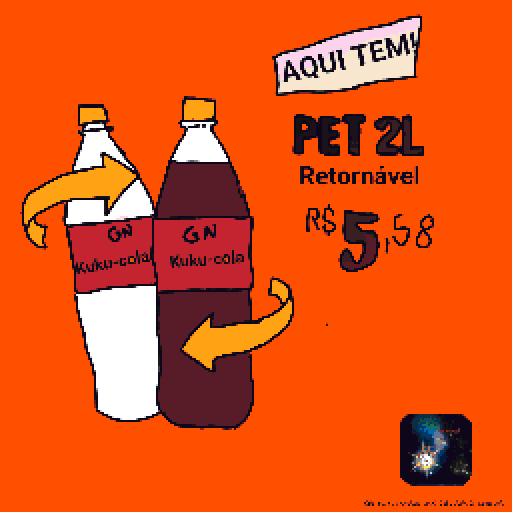 AQUI TEM!
PET 2L
Retornável
R$ 5,58
GN
Kuku-cola
GN
Kuku-cola